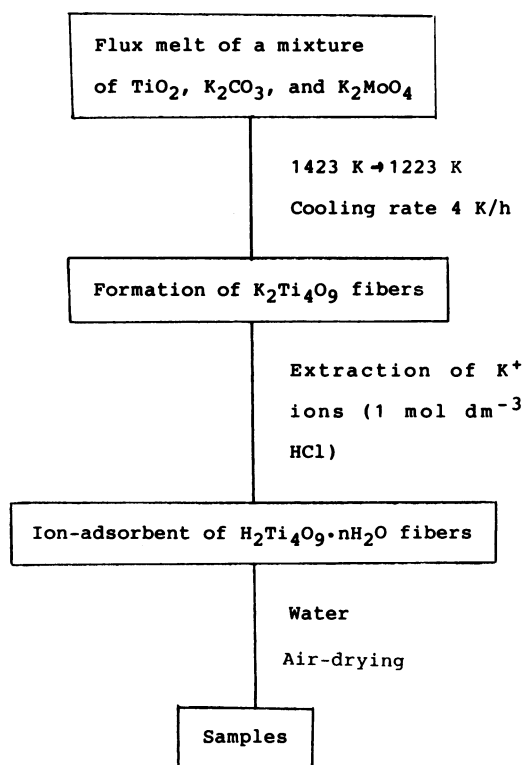 Flux melt of a mixture
of TiO₂, K₂CO₃, and K₂MoO₄
1423 K → 1223 K
Cooling rate 4 K/h
Formation of K₂Ti₄O₉ fibers
Extraction of K⁺
ions (1 mol dm⁻³
HCl)
Ion-adsorbent of H₂Ti₄O₉·nH₂O fibers
Water
Air-drying
Samples